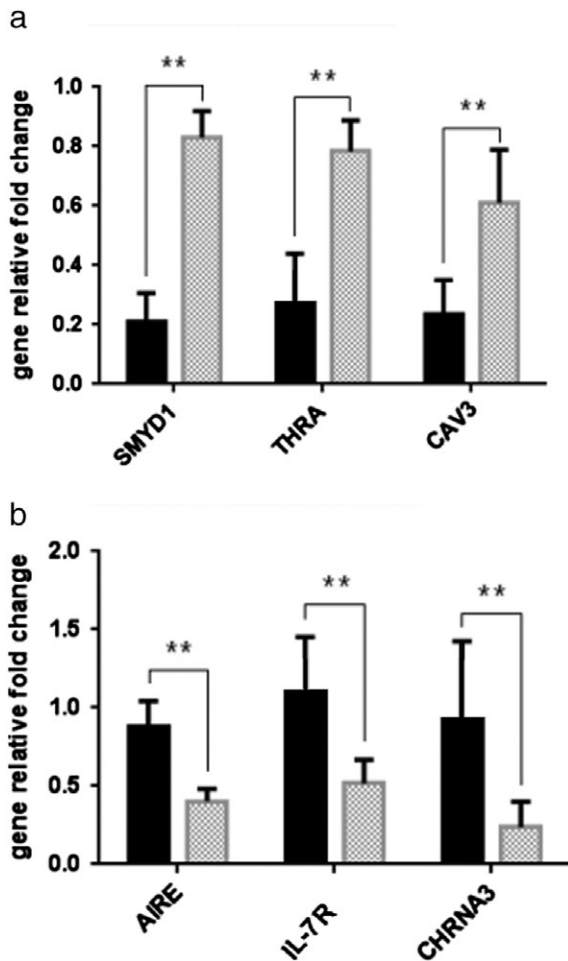 a
gene relative fold change
1.0
0.8
0.6
0.4
0.2
0.0
**
**
**
SMYD1
THRA
CAV3
b
gene relative fold change
2.0
1.5
1.0
0.5
0.0
**
**
**
AIRE
IL-7R
CHRNA3